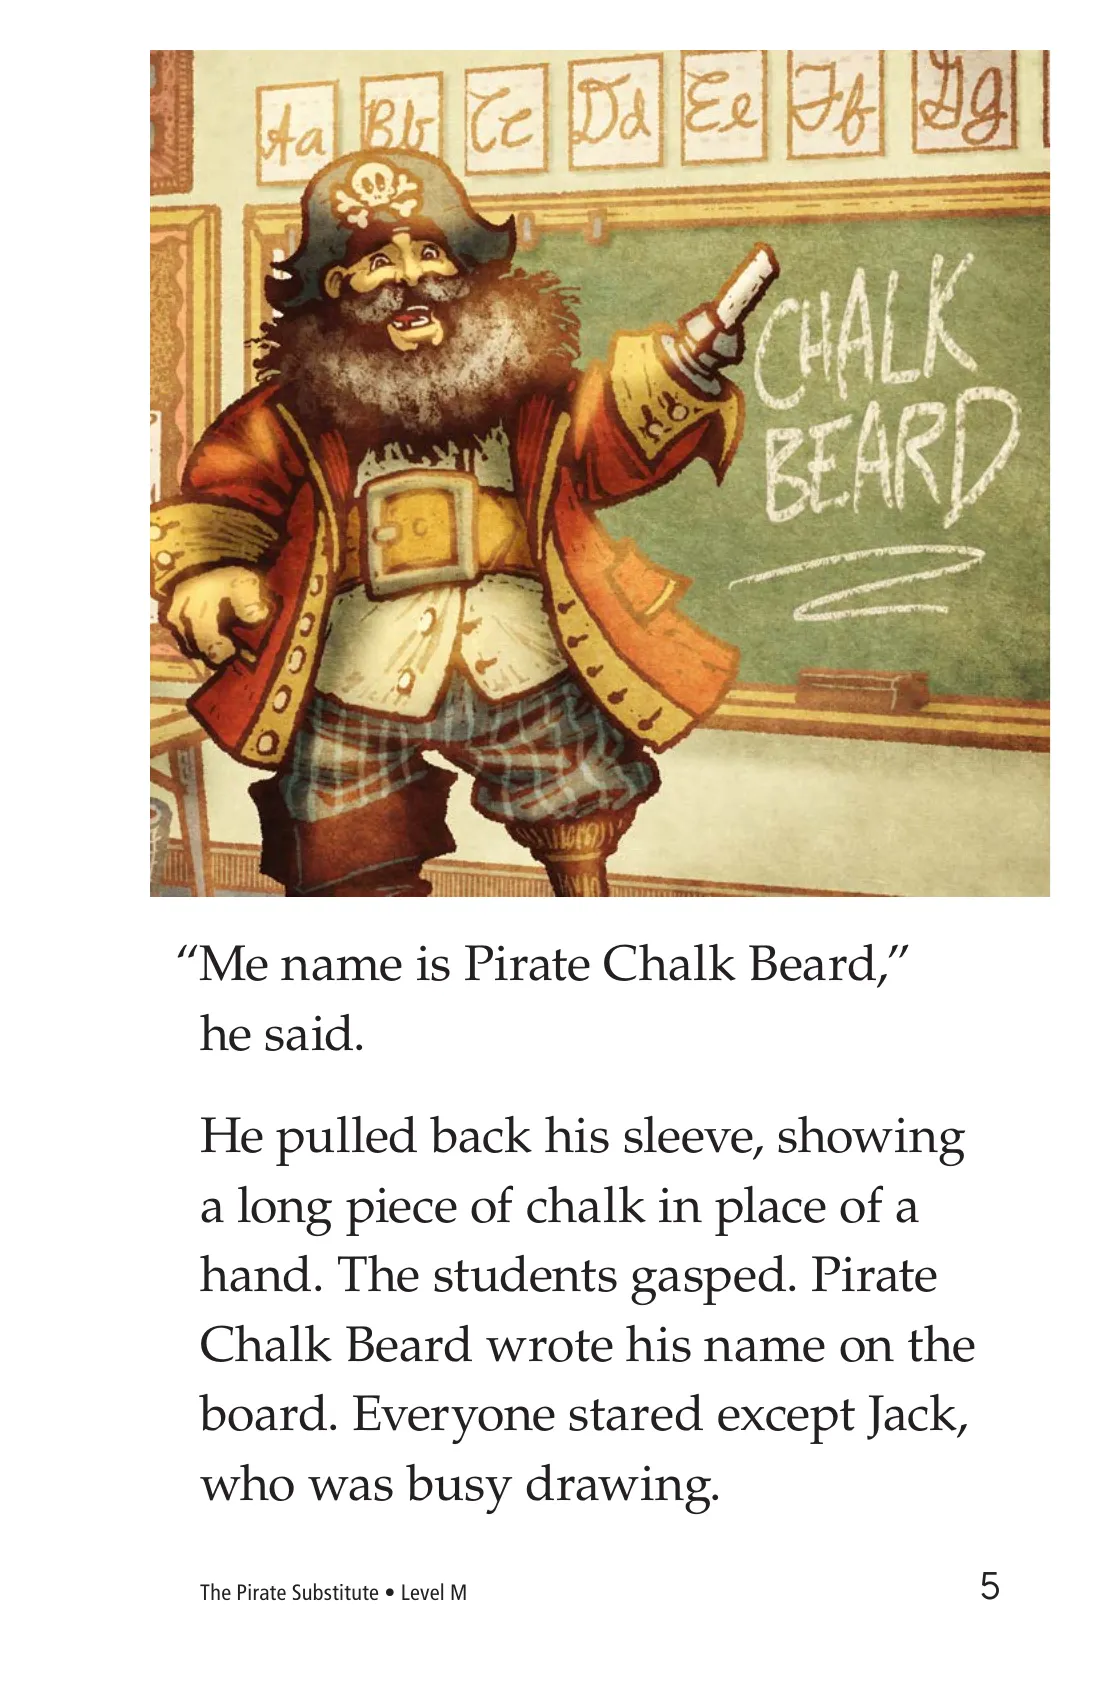 Aa Bb Cc Dd Ee Ff Gg
CHALK
BEARD
“Me name is Pirate Chalk Beard,”
he said.
He pulled back his sleeve, showing
a long piece of chalk in place of a
hand. The students gasped. Pirate
Chalk Beard wrote his name on the
board. Everyone stared except Jack,
who was busy drawing.
The Pirate Substitute • Level M
5